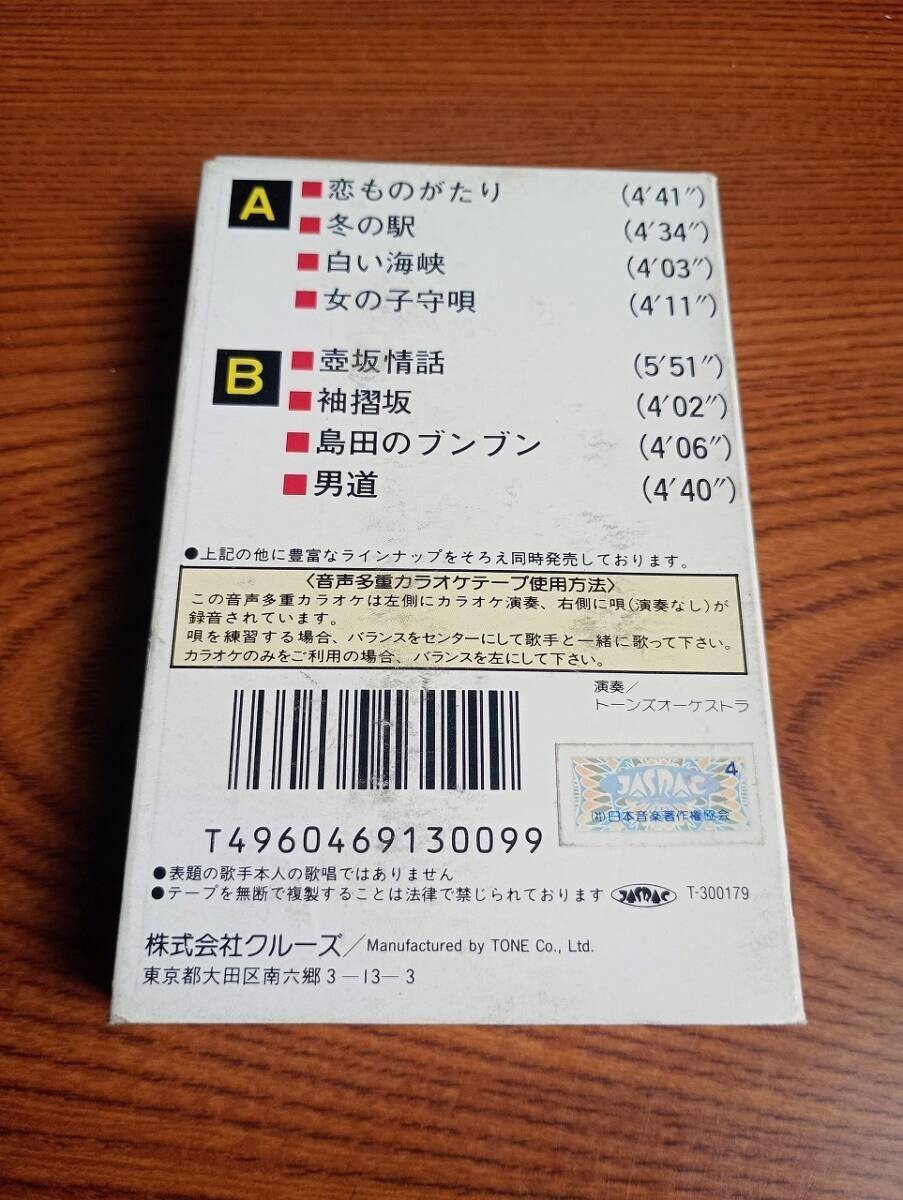 A
■恋ものがたり (4′41″)
■冬の駅 (4′34″)
■白い海峡 (4′03″)
■女の子守唄 (4′11″)
B
■壺坂情話 (5′51″)
■袖摺坂 (4′02″)
■島田のブンブン (4′06″)
■男道 (4′40″)
●上記の他に豊富なラインナップをそろえ同時発売しております。
〈音声多重カラオケテープ使用方法〉
この音声多重カラオケは左側にカラオケ演奏、右側に唄(演奏なし)が
録音されています。
唄を練習する場合、バランスをセンターにして歌手と一緒に歌って下さい。
カラオケのみをご利用の場合、バランスを左にして下さい。
演奏/
トーンズオーケストラ
4
JASRAC
(社)日本音楽著作権協会
T4960469130099
●表題の歌手本人の歌唱ではありません
●テープを無断で複製することは法律で禁じられております JASRAC T-300179
株式会社クルーズ/Manufactured by TONE Co., Ltd.
東京都大田区南六郷3―13―3